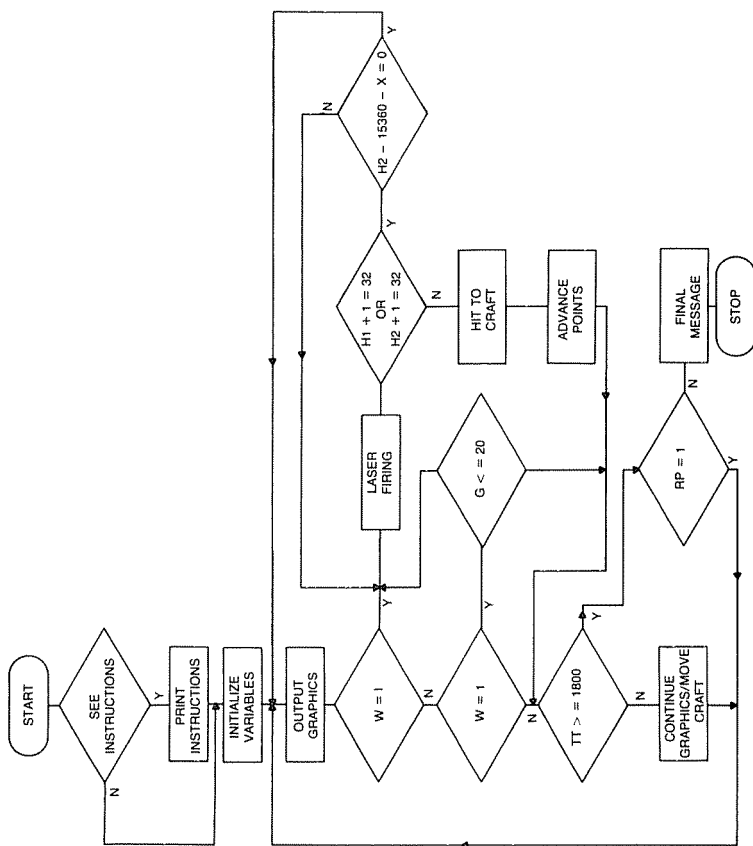 START
SEE
INSTRUCTIONS
N
Y
PRINT
INSTRUCTIONS
INITIALIZE
VARIABLES
OUTPUT
GRAPHICS
W = I
Y
N
W = 1
Y
N
TT > = 1800
Y
N
CONTINUE
GRAPHICS/MOVE
CRAFT
LASER
FIRING
G < = 20
H1 + 1 = 32
OR
H2 + 1 = 32
Y
N
H2 – 15360 – X = 0
N
Y
HIT TO
CRAFT
ADVANCE
POINTS
RP = 1
N
Y
FINAL
MESSAGE
STOP